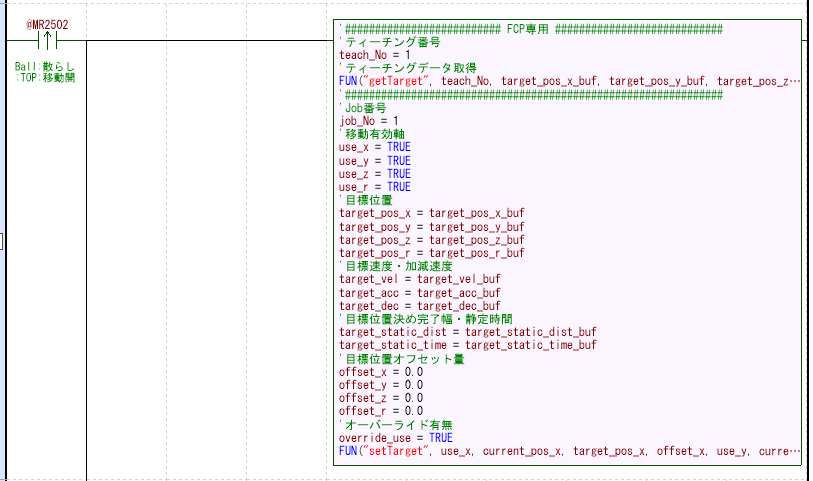 @MR2502
Ball:散らし
:TOP:移動開
'########################## FCP専用 ############################
'ティーチング番号
teach_No = 1
'ティーチングデータ取得
FUN("getTarget", teach_No, target_pos_x_buf, target_pos_y_buf, target_pos_z…
'###############################################################
'Job番号
job_No = 1
'移動有効軸
use_x = TRUE
use_y = TRUE
use_z = TRUE
use_r = TRUE
'目標位置
target_pos_x = target_pos_x_buf
target_pos_y = target_pos_y_buf
target_pos_z = target_pos_z_buf
target_pos_r = target_pos_r_buf
'目標速度・加減速度
target_vel = target_vel_buf
target_acc = target_acc_buf
target_dec = target_dec_buf
'目標位置決め完了幅・静定時間
target_static_dist = target_static_dist_buf
target_static_time = target_static_time_buf
'目標位置オフセット量
offset_x = 0.0
offset_y = 0.0
offset_z = 0.0
offset_r = 0.0
'オーバーライド有無
override_use = TRUE
FUN("setTarget", use_x, current_pos_x, target_pos_x, offset_x, use_y, curre…